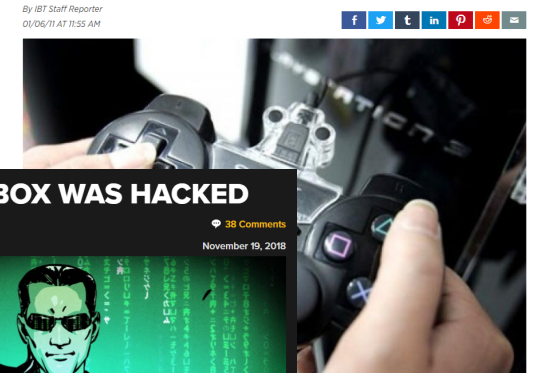 By IBT Staff Reporter
01/06/11 AT 11:55 AM
BOX WAS HACKED
38 Comments
November 19, 2018